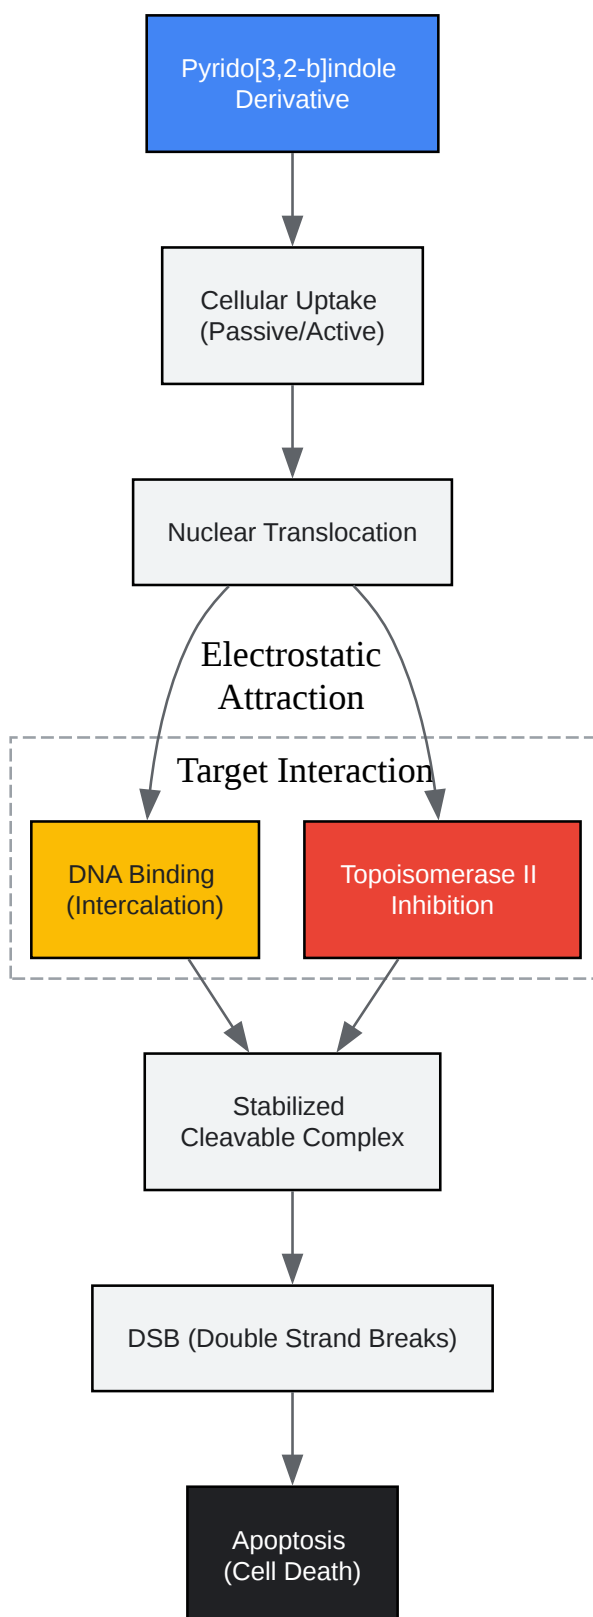 Pyrido[3,2-b]indole
Derivative
Cellular Uptake
(Passive/Active)
Nuclear Translocation
Electrostatic
Attraction
Target Interaction
DNA Binding
(Intercalation)
Topoisomerase II
Inhibition
Stabilized
Cleavable Complex
DSB (Double Strand Breaks)
Apoptosis
(Cell Death)